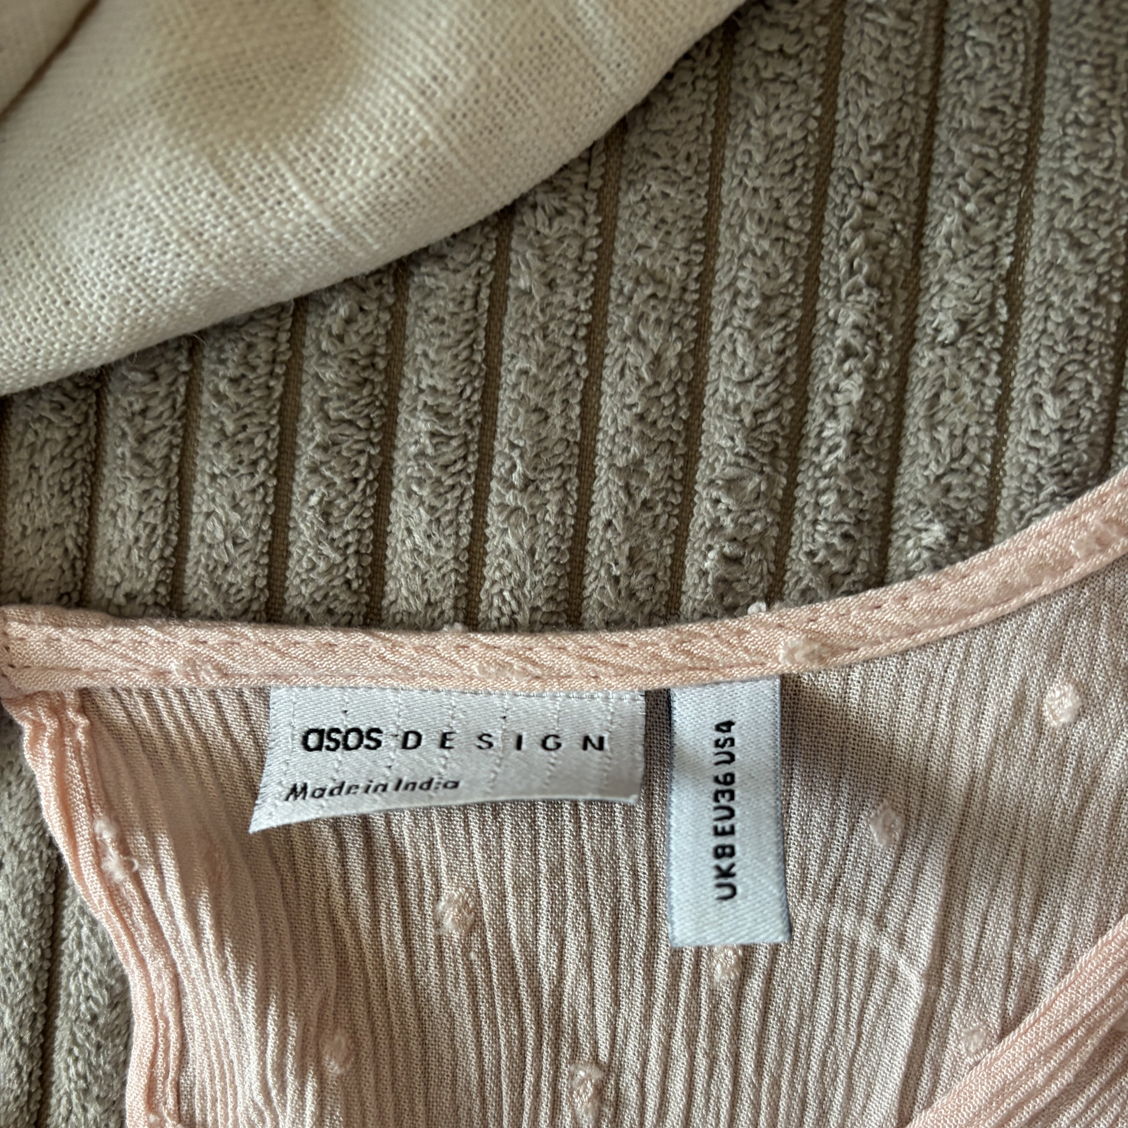 asos DESIGN
Made in India
UK8 EU36 US4